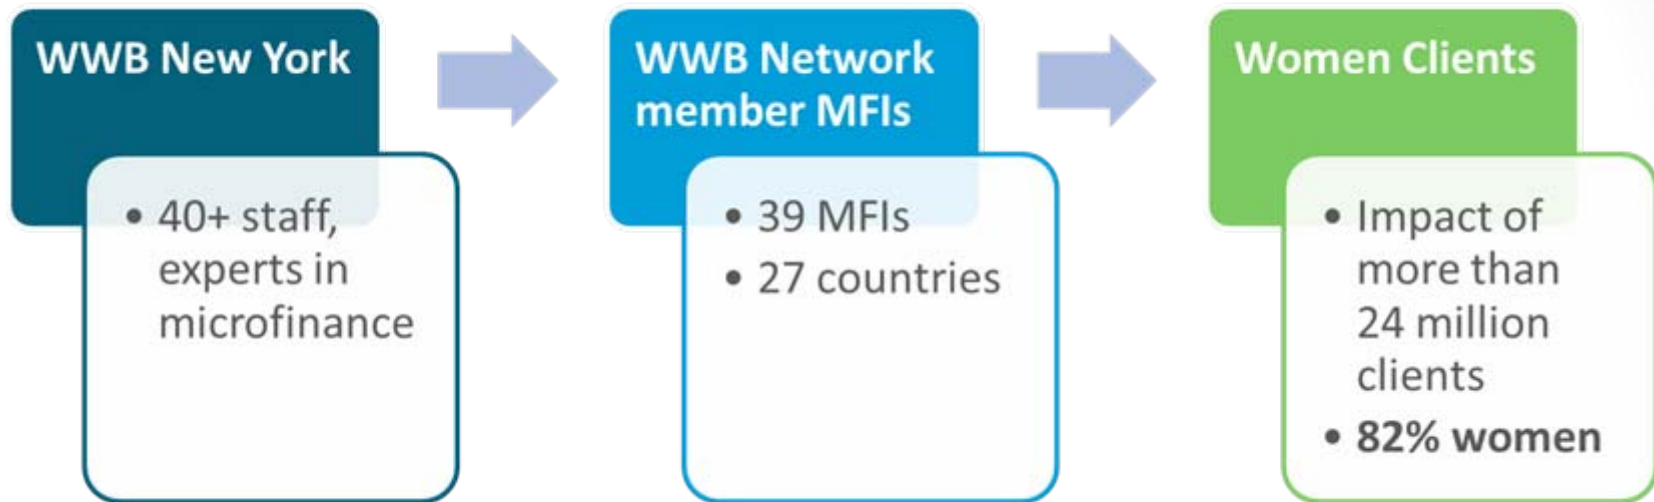 WWB New York
• 40+ staff,
experts in
microfinance
WWB Network
member MFIs
• 39 MFIs
• 27 countries
Women Clients
• Impact of
more than
24 million
clients
• 82% women